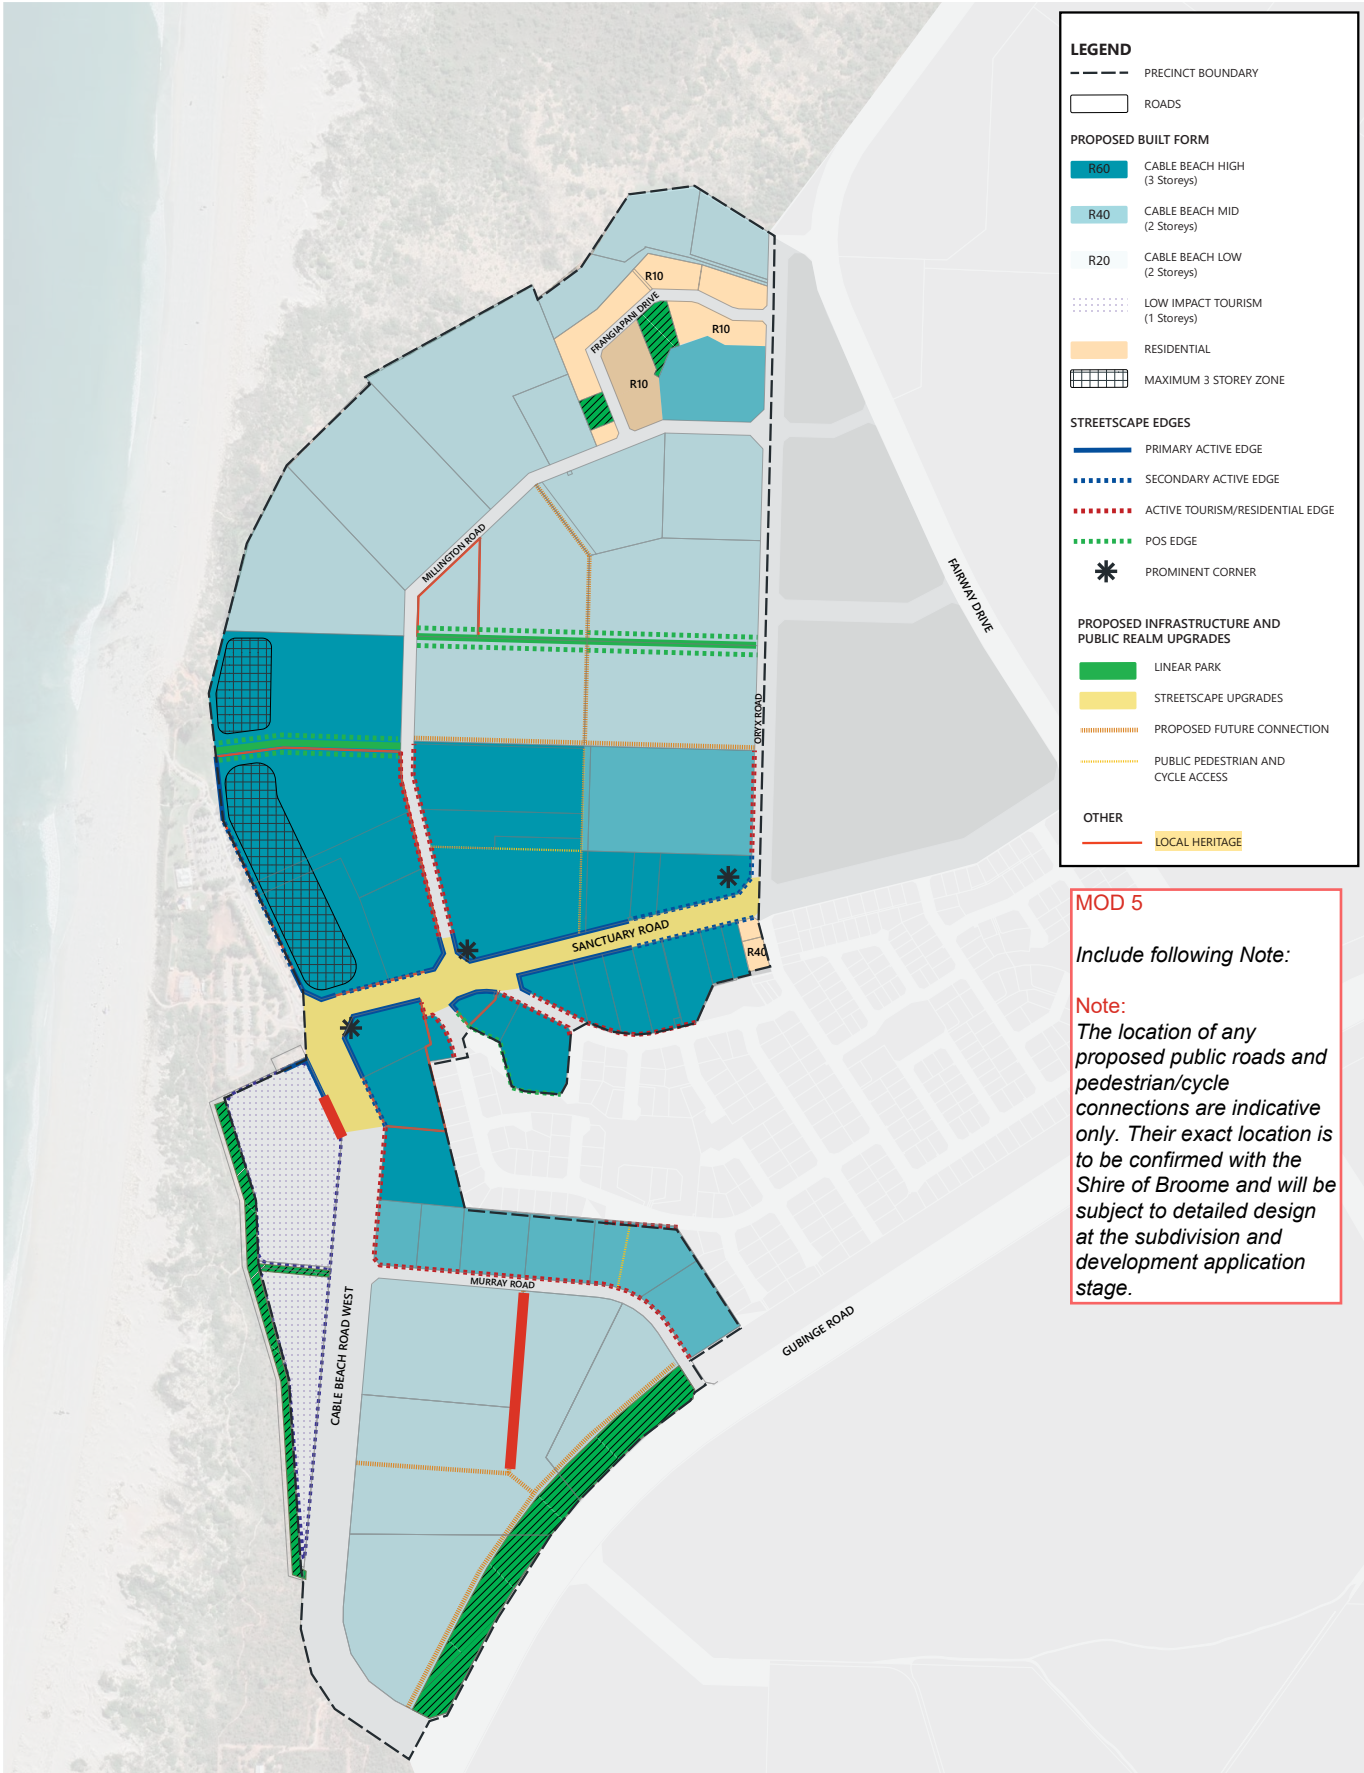 LEGEND
PRECINCT BOUNDARY
ROADS
PROPOSED BUILT FORM
R60
CABLE BEACH HIGH
(3 Storeys)
R40
CABLE BEACH MID
(2 Storeys)
R20
CABLE BEACH LOW
(2 Storeys)
LOW IMPACT TOURISM
(1 Storeys)
RESIDENTIAL
MAXIMUM 3 STOREY ZONE
STREETSCAPE EDGES
PRIMARY ACTIVE EDGE
SECONDARY ACTIVE EDGE
ACTIVE TOURISM/RESIDENTIAL EDGE
POS EDGE
PROMINENT CORNER
PROPOSED INFRASTRUCTURE AND
PUBLIC REALM UPGRADES
LINEAR PARK
STREETSCAPE UPGRADES
PROPOSED FUTURE CONNECTION
PUBLIC PEDESTRIAN AND
CYCLE ACCESS
OTHER
LOCAL HERITAGE
MOD 5
Include following Note:
Note:
The location of any
proposed public roads and
pedestrian/cycle
connections are indicative
only. Their exact location is
to be confirmed with the
Shire of Broome and will be
subject to detailed design
at the subdivision and
development application
stage.
R10
FRANGIAPANI DRIVE
R10
R10
MILLINGTON ROAD
FAIRWAY DRIVE
ORYX ROAD
SANCTUARY ROAD
R40
MURRAY ROAD
CABLE BEACH ROAD WEST
GUBINGE ROAD